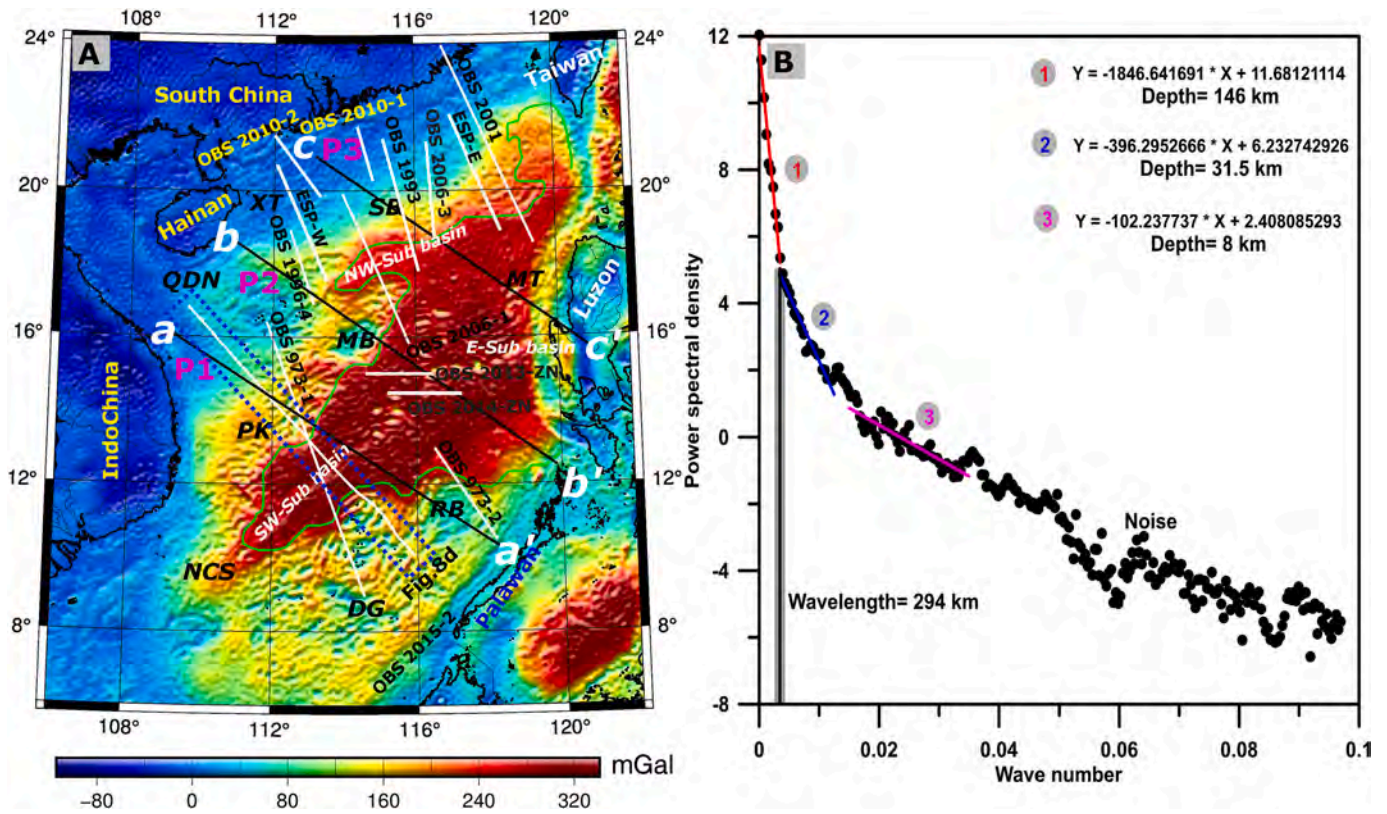 108°
112°
116°
120°
24°
A
Taiwan
South China
OBS 2001
OBS 2010-1
OBS 2010-2
c
P3
ESP-E
OBS 1993
OBS 2006-3
20°
20°
Hainan
XT
ESP-W
SB
b
NW-Sub basin
OBS 1996-4
QDN
P2
MT
Luzon
a
16°
16°
MB
OBS 2006-1
E-Sub basin
c'
P1
OBS 973-1
OBS 2013-ZN
OBS 2014-ZN
IndoChina
PK
12°
12°
SW-Sub basin
OBS 973-2
b'
RB
a'
NCS
Fig.8d
DG
Palawan
8°
8°
OBS 2015-2
108°
112°
116°
120°
mGal
−80
0
80
160
240
320
B
12
8
4
0
-4
-8
Power spectral density
1
Y = -1846.641691 * X + 11.68121114
Depth= 146 km
2
Y = -396.2952666 * X + 6.232742926
Depth= 31.5 km
3
Y= -102.237737 * X + 2.408085293
Depth= 8 km
1
2
3
Noise
Wavelength= 294 km
0
0.02
0.04
0.06
0.08
0.1
Wave number